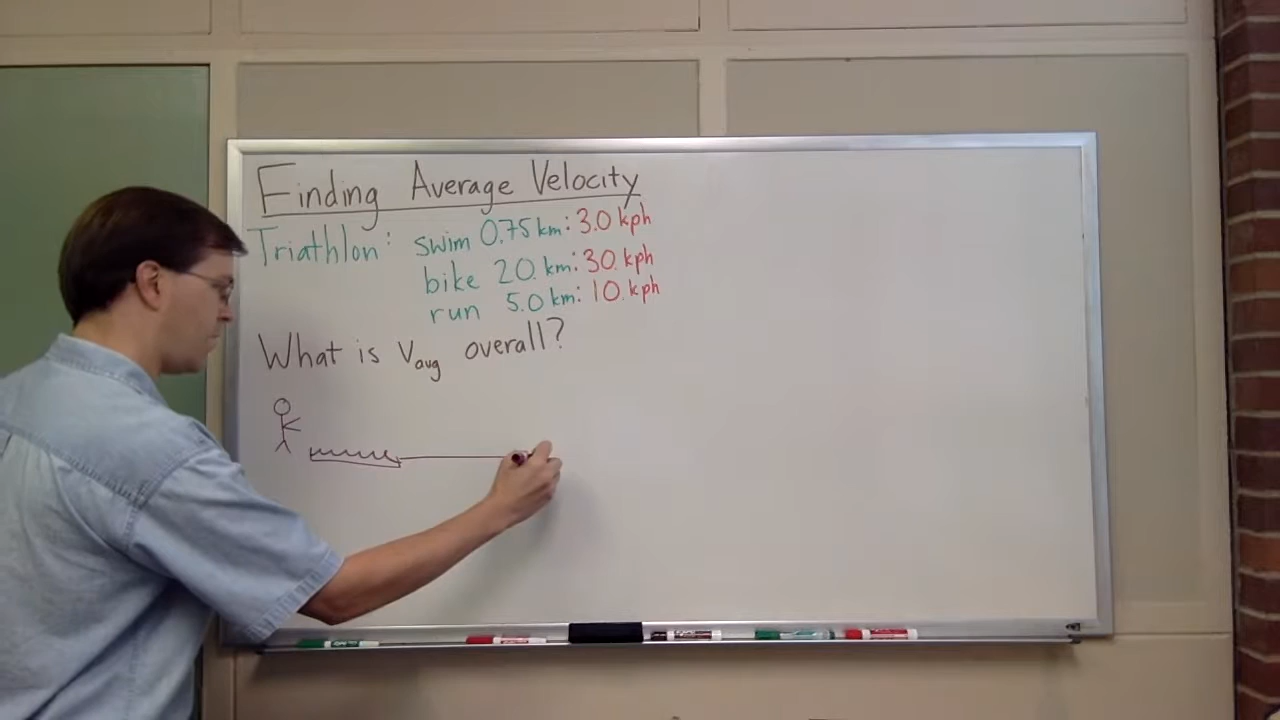 Finding Average Velocity
Triathlon: swim 0.75 km: 3.0 kph
bike 20. km: 30. kph
run 5.0 km: 10. kph
What is Vavg overall?